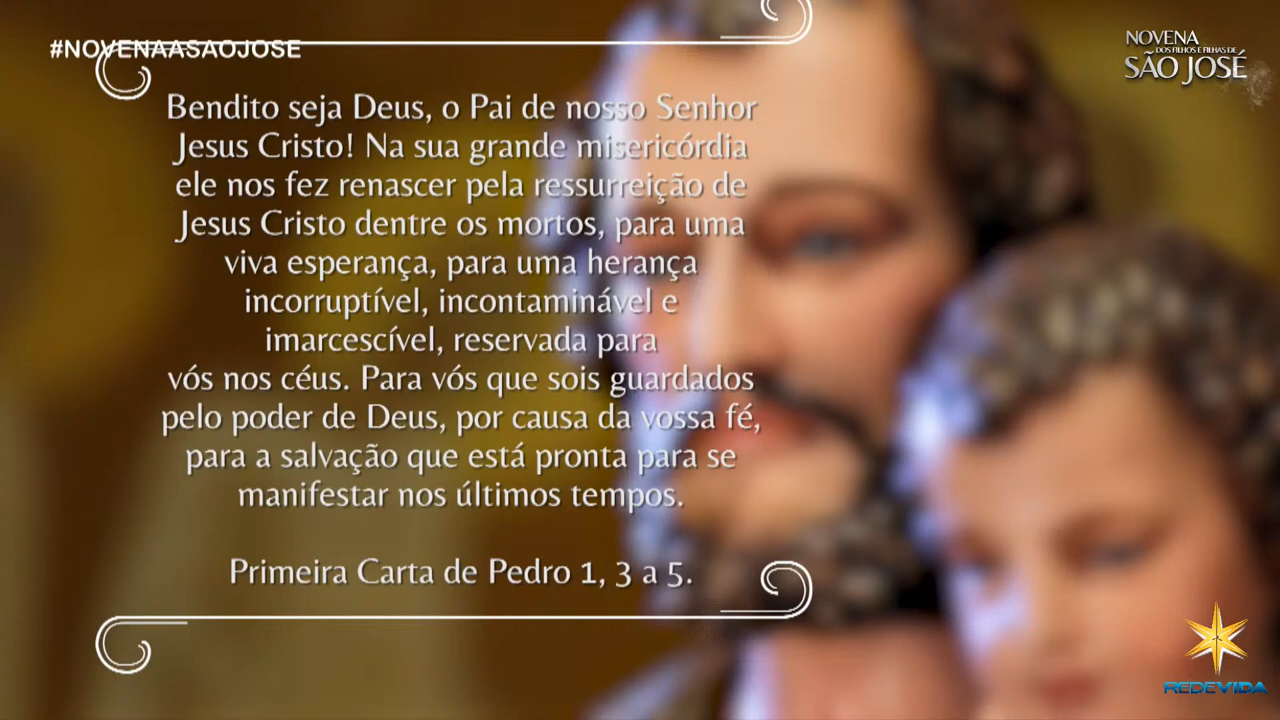 #NOVENAASAOJOSE
NOVENA
DOS FILHOS E FILHAS DE
SÃO JOSÉ
Bendito seja Deus, o Pai de nosso Senhor
Jesus Cristo! Na sua grande misericórdia
ele nos fez renascer pela ressurreição de
Jesus Cristo dentre os mortos, para uma
viva esperança, para uma herança
incorruptível, incontaminável e
imarcescível, reservada para
vós nos céus. Para vós que sois guardados
pelo poder de Deus, por causa da vossa fé,
para a salvação que está pronta para se
manifestar nos últimos tempos.
Primeira Carta de Pedro 1, 3 a 5.
REDEVIDA